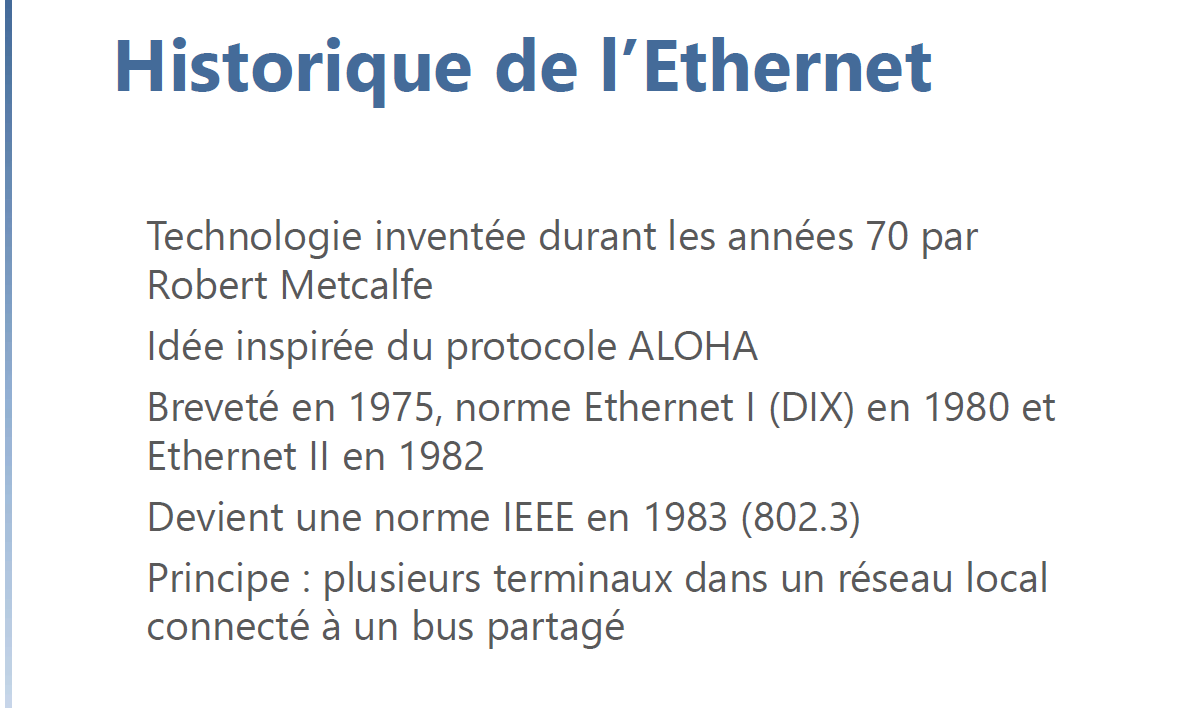 Historique de l’Ethernet
Technologie inventée durant les années 70 par
Robert Metcalfe
Idée inspirée du protocole ALOHA
Breveté en 1975, norme Ethernet I (DIX) en 1980 et
Ethernet II en 1982
Devient une norme IEEE en 1983 (802.3)
Principe : plusieurs terminaux dans un réseau local
connecté à un bus partagé